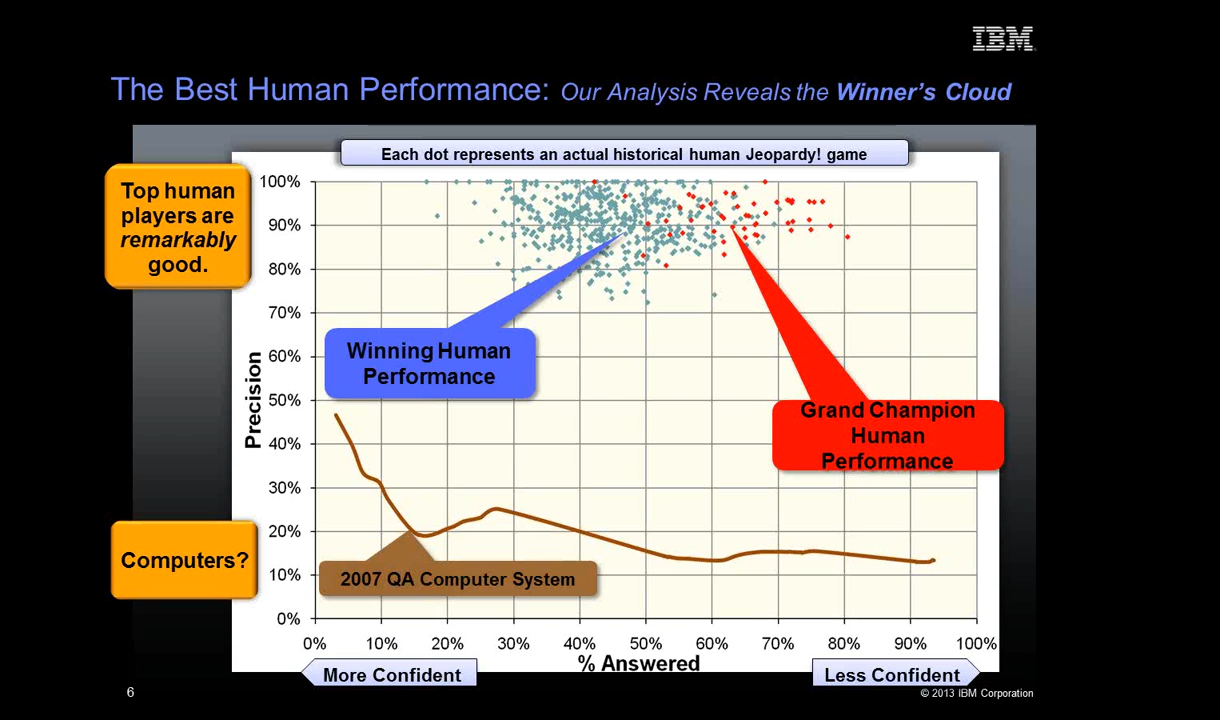 IBM
The Best Human Performance: Our Analysis Reveals the Winner's Cloud
Each dot represents an actual historical human Jeopardy! game
Top human
players are
remarkably
good.
100%
90%
80%
70%
60%
50%
40%
30%
20%
10%
0%
Precision
Winning Human
Performance
Grand Champion
Human
Performance
Computers?
2007 QA Computer System
0% 10% 20% 30% 40% 50% 60% 70% 80% 90% 100%
% Answered
More Confident
Less Confident
6
© 2013 IBM Corporation